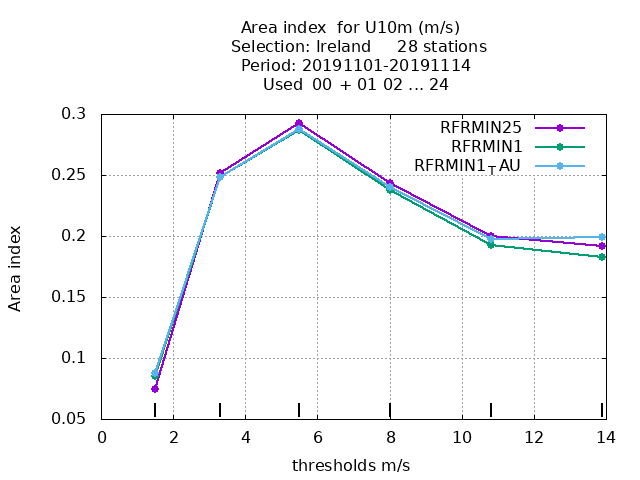 Area index  for U10m (m/s)
Selection: Ireland     28 stations
Period: 20191101-20191114
Used  00 + 01 02 ... 24
RFRMIN25
RFRMIN1
RFRMIN1TAU
0.3
0.25
0.2
0.15
0.1
0.05
Area index
0 2 4 6 8 10 12 14
thresholds m/s